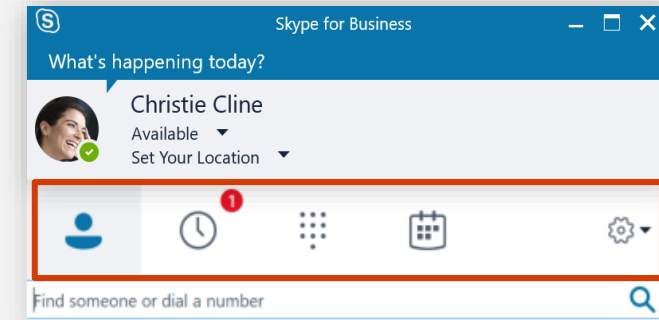 Skype for Business
What's happening today?
Christie Cline
Available
Set Your Location
1
Find someone or dial a number